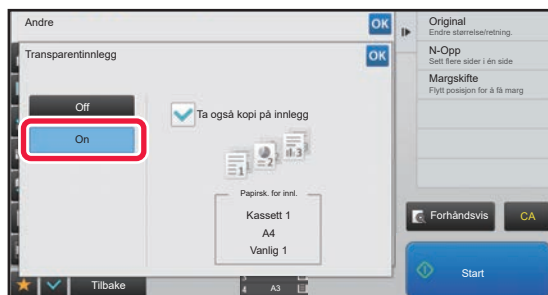 Andre
OK
Transparentinnlegg
OK
Off
On
Ta også kopi på innlegg
1
2
3
Papirsk. for innl.
Kassett 1
A4
Vanlig 1
Tilbake
4 A3
Original
Endre størrelse/retning.
N-Opp
Sett flere sider i én side
Margskifte
Flytt posisjon for å få marg
Forhåndsvis
CA
Start